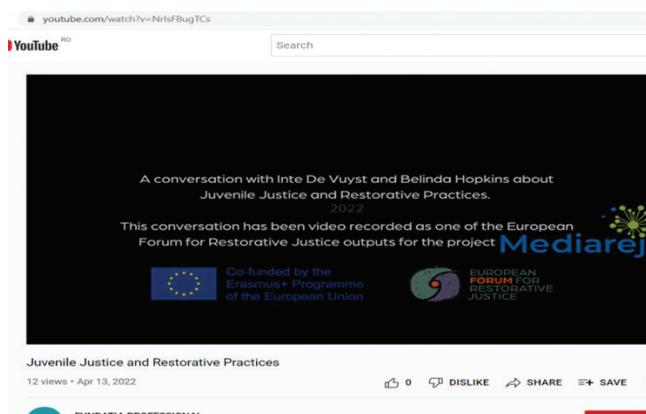 youtube.com/watch?v=NrIsFBugTCs
YouTube RO
Search
A conversation with Inte De Vuyst and Belinda Hopkins about
Juvenile Justice and Restorative Practices.
2022
This conversation has been video recorded as one of the European
Forum for Restorative Justice outputs for the project Mediarej
Co-funded by the
Erasmus+ Programme
of the European Union
EUROPEAN
FORUM FOR
RESTORATIVE
JUSTICE
Juvenile Justice and Restorative Practices
12 views • Apr 13, 2022
0 DISLIKE SHARE SAVE